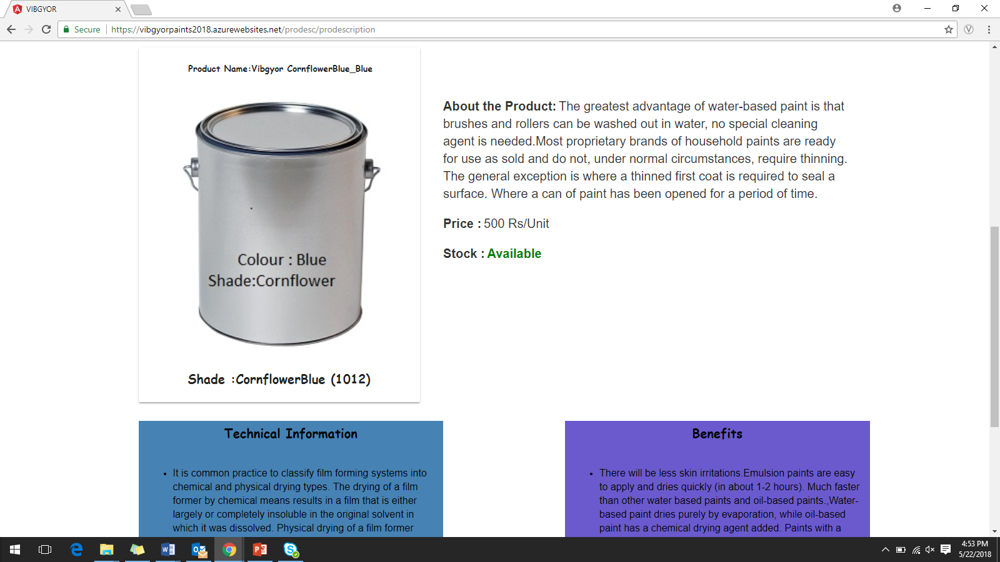 VIBGYOR
Secure
https://vibgyorpaints2018.azurewebsites.net/prodesc/prodescription
Product Name:Vibgyor CornflowerBlue_Blue
Colour : Blue
Shade:Cornflower
Shade :CornflowerBlue (1012)
About the Product: The greatest advantage of water-based paint is that
brushes and rollers can be washed out in water, no special cleaning
agent is needed.Most proprietary brands of household paints are ready
for use as sold and do not, under normal circumstances, require thinning.
The general exception is where a thinned first coat is required to seal a
surface. Where a can of paint has been opened for a period of time.
Price : 500 Rs/Unit
Stock : Available
Technical Information
• It is common practice to classify film forming systems into
chemical and physical drying types. The drying of a film
former by chemical means results in a film that is either
largely or completely insoluble in the original solvent in
which it was dissolved. Physical drying of a film former
Benefits
• There will be less skin irritations.Emulsion paints are easy
to apply and dries quickly (in about 1-2 hours). Much faster
than other water based paints and oil-based paints.,Water-
based paint dries purely by evaporation, while oil-based
paint has a chemical drying agent added. Paints with a
4:53 PM
5/22/2018